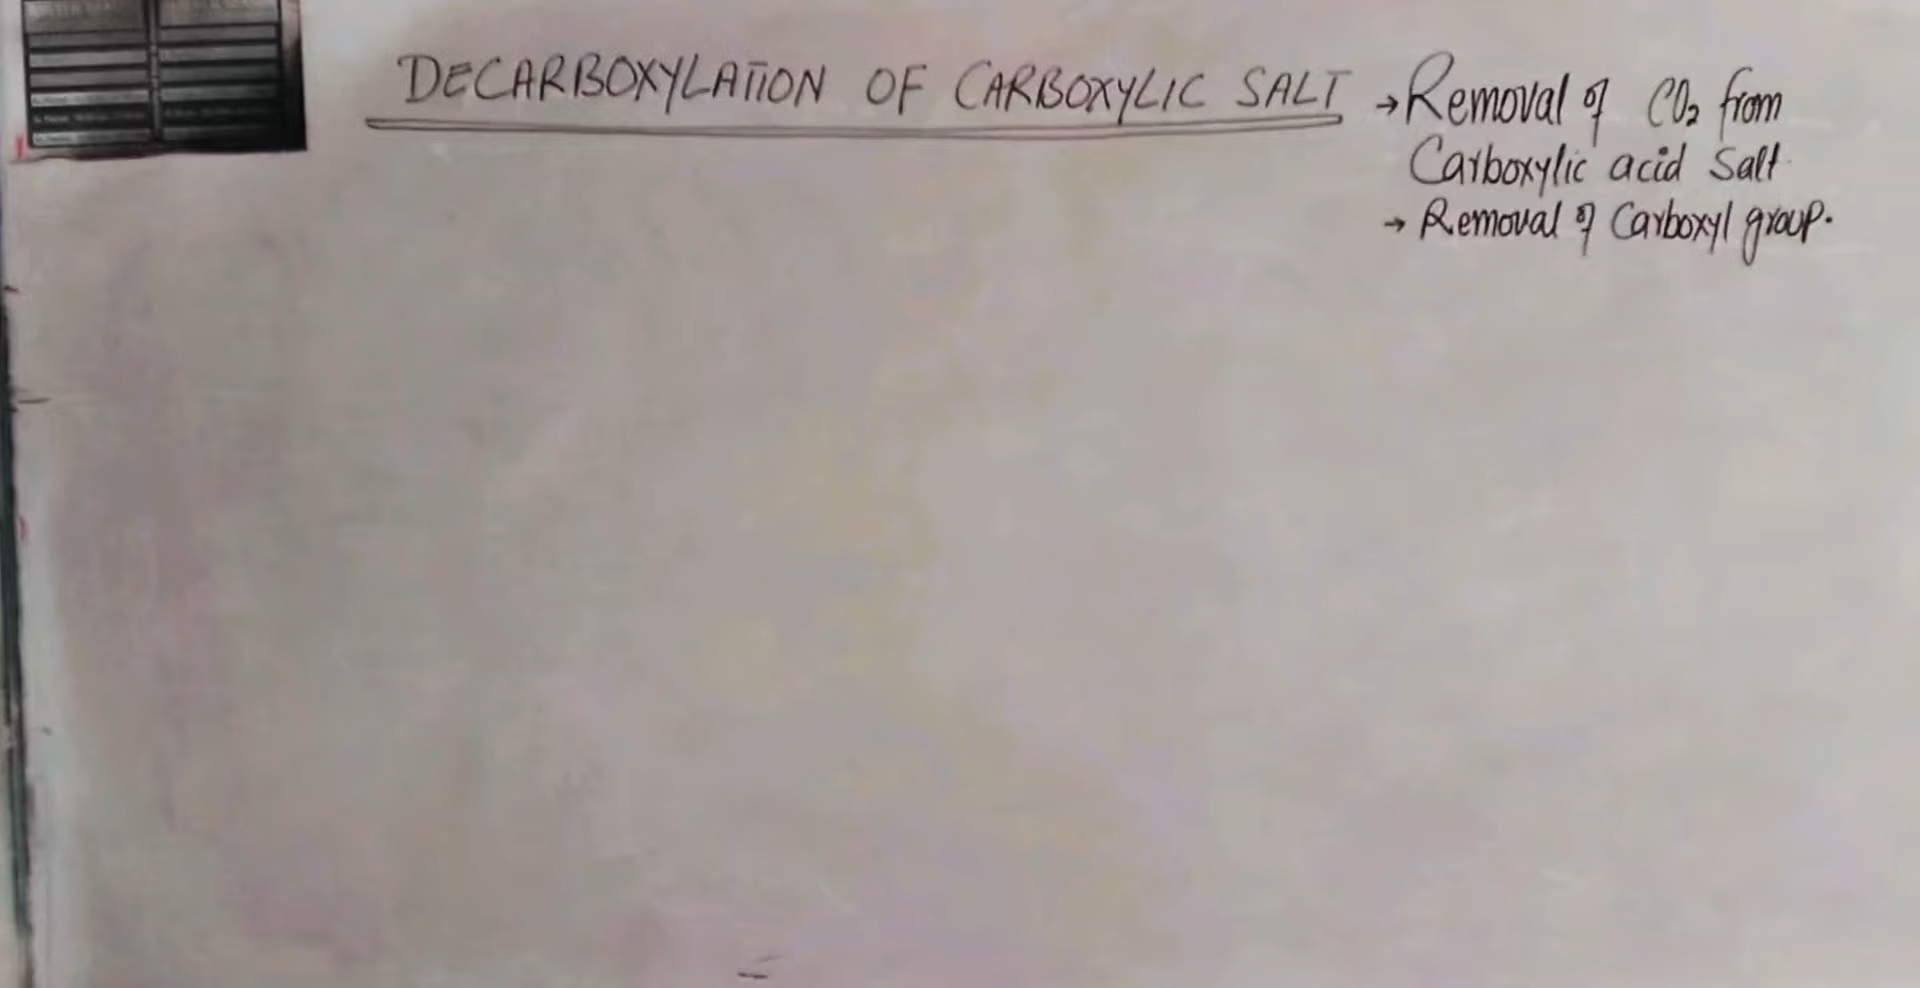 DECARBOXYLATION OF CARBOXYLIC SALT → Removal of CO₂ from
Carboxylic acid Salt.
→ Removal of Carboxyl group.